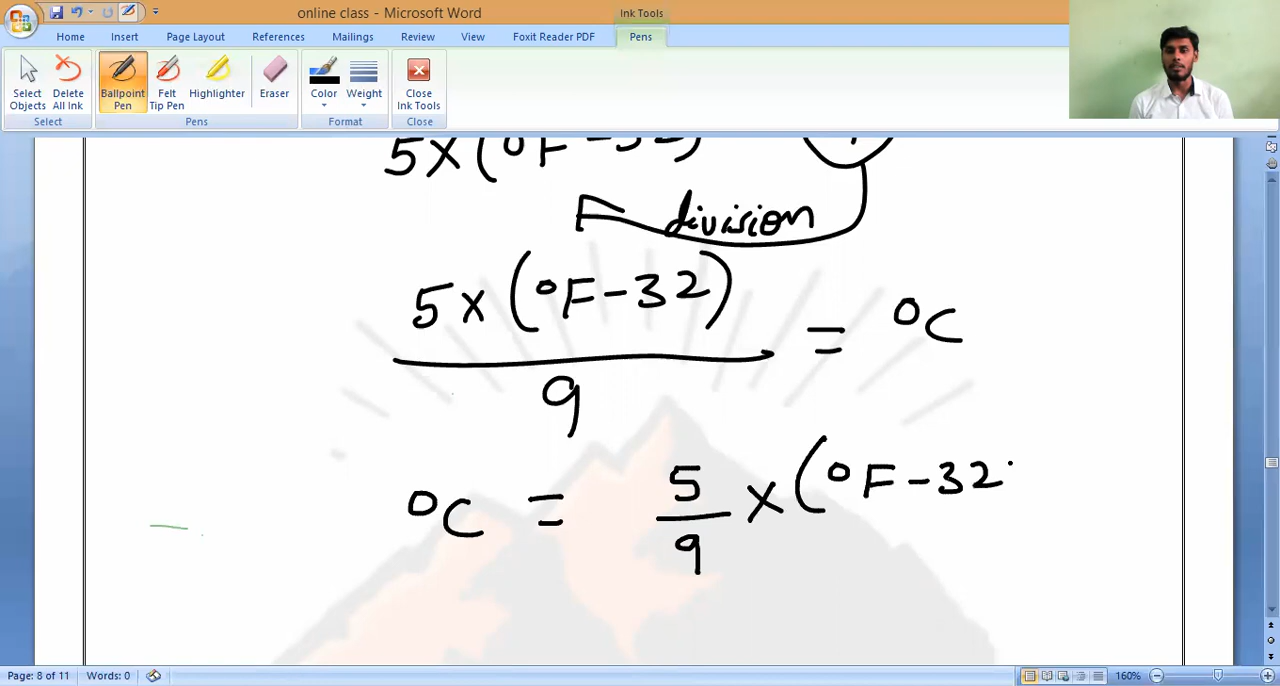 online class - Microsoft Word
Ink Tools
Home Insert Page Layout References Mailings Review View Foxit Reader PDF Pens
Select Objects Delete All Ink Ballpoint Pen Felt Tip Pen Highlighter Eraser Color Weight Close Ink Tools
Select Pens Format Close
5×(°F-32)
division
5×(°F-32)
= °C
9
°C = 5/9 ×(°F-32
Page: 8 of 11 Words: 0 160%